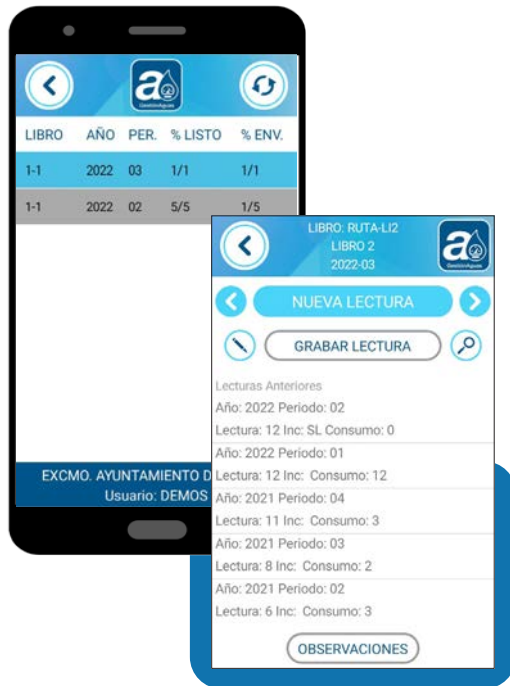 a
GestiónAguas
LIBRO AÑO PER. % LISTO % ENV.
1-1 2022 03 1/1 1/1
1-1 2022 02 5/5 1/5
EXCMO. AYUNTAMIENTO D
Usuario: DEMOS
LIBRO: RUTA-LI2
LIBRO 2
2022-03
a
GestiónAguas
NUEVA LECTURA
GRABAR LECTURA
Lecturas Anteriores
Año: 2022 Periodo: 02
Lectura: 12 Inc: SL Consumo: 0
Año: 2022 Periodo: 01
Lectura: 12 Inc: Consumo: 12
Año: 2021 Periodo: 04
Lectura: 11 Inc: Consumo: 3
Año: 2021 Periodo: 03
Lectura: 8 Inc: Consumo: 2
Año: 2021 Periodo: 02
Lectura: 6 Inc: Consumo: 3
OBSERVACIONES